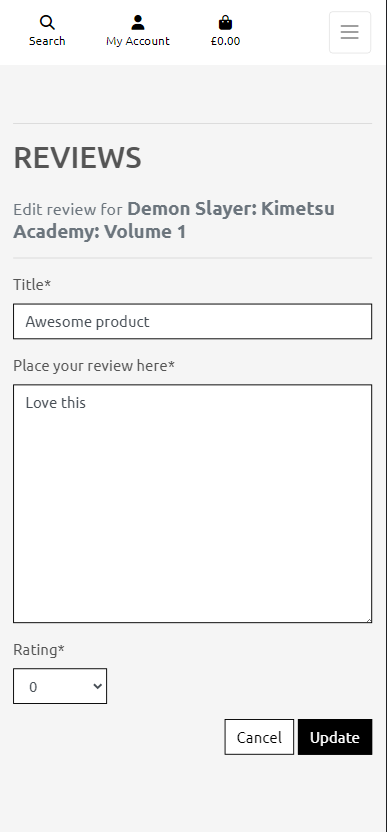 Search My Account £0.00
REVIEWS
Edit review for Demon Slayer: Kimetsu
Academy: Volume 1
Title*
Awesome product
Place your review here*
Love this
Rating*
0
Cancel Update